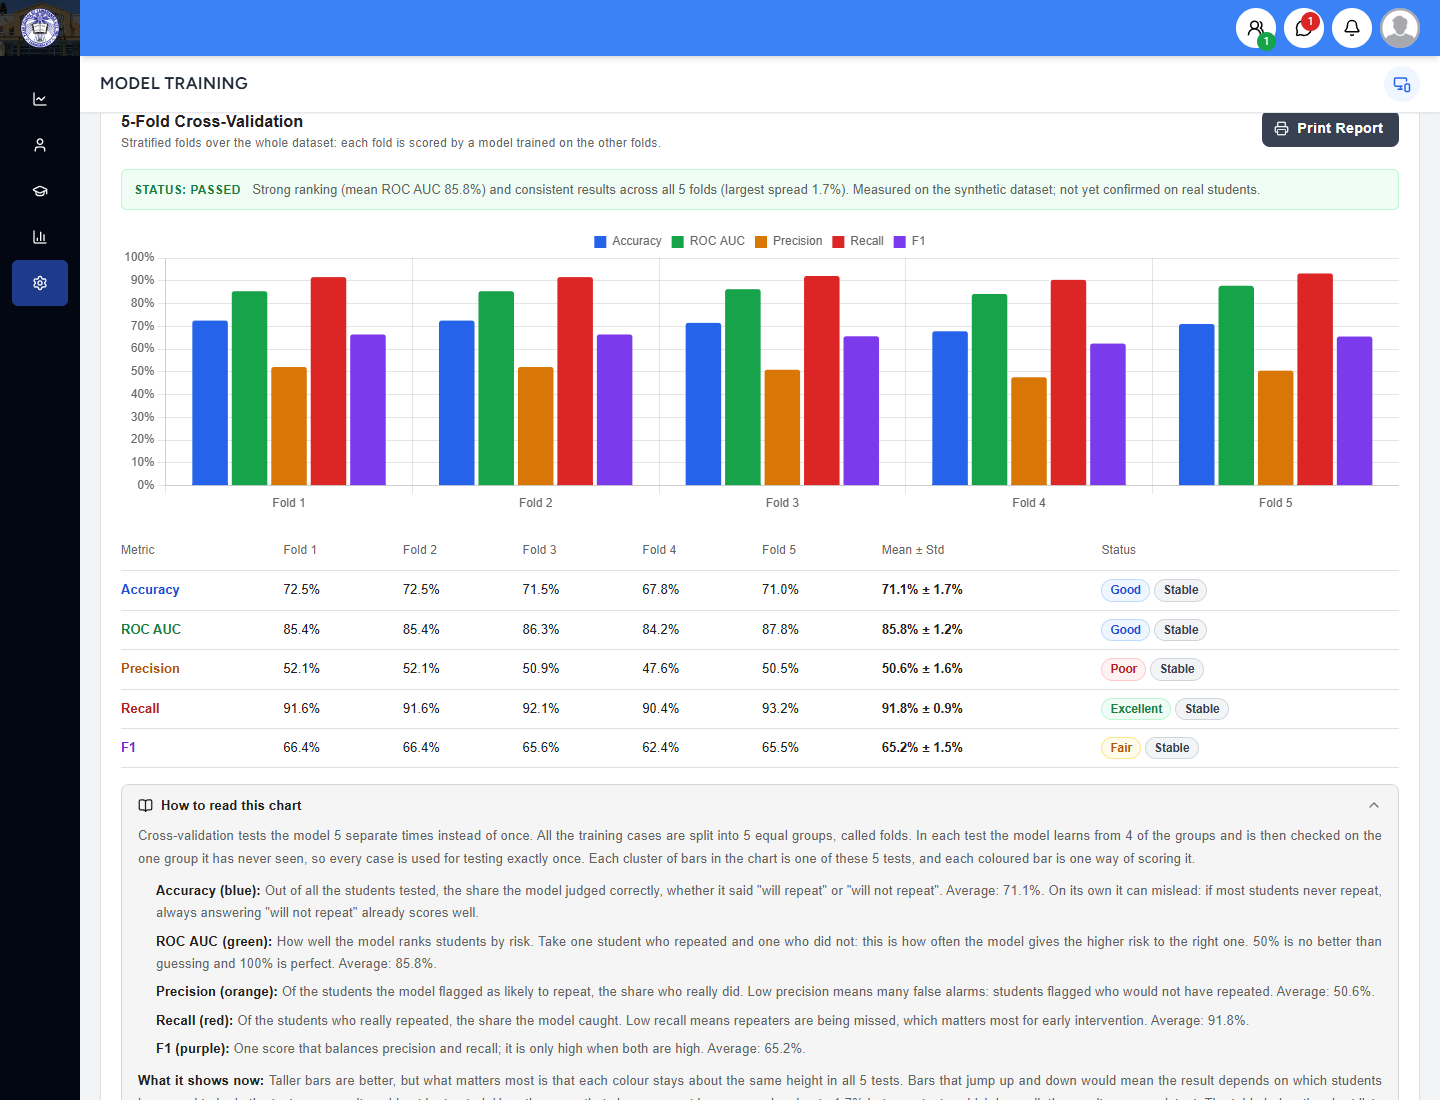 1
1
MODEL TRAINING
5-Fold Cross-Validation
Stratified folds over the whole dataset: each fold is scored by a model trained on the other folds.
Print Report
STATUS: PASSED Strong ranking (mean ROC AUC 85.8%) and consistent results across all 5 folds (largest spread 1.7%). Measured on the synthetic dataset; not yet confirmed on real students.
Accuracy ROC AUC Precision Recall F1
100%
90%
80%
70%
60%
50%
40%
30%
20%
10%
0%
Fold 1 Fold 2 Fold 3 Fold 4 Fold 5
Metric Fold 1 Fold 2 Fold 3 Fold 4 Fold 5 Mean ± Std Status
Accuracy 72.5% 72.5% 71.5% 67.8% 71.0% 71.1% ± 1.7% Good Stable
ROC AUC 85.4% 85.4% 86.3% 84.2% 87.8% 85.8% ± 1.2% Good Stable
Precision 52.1% 52.1% 50.9% 47.6% 50.5% 50.6% ± 1.6% Poor Stable
Recall 91.6% 91.6% 92.1% 90.4% 93.2% 91.8% ± 0.9% Excellent Stable
F1 66.4% 66.4% 65.6% 62.4% 65.5% 65.2% ± 1.5% Fair Stable
How to read this chart
Cross-validation tests the model 5 separate times instead of once. All the training cases are split into 5 equal groups, called folds. In each test the model learns from 4 of the groups and is then checked on the
one group it has never seen, so every case is used for testing exactly once. Each cluster of bars in the chart is one of these 5 tests, and each coloured bar is one way of scoring it.
Accuracy (blue): Out of all the students tested, the share the model judged correctly, whether it said "will repeat" or "will not repeat". Average: 71.1%. On its own it can mislead: if most students never repeat,
always answering "will not repeat" already scores well.
ROC AUC (green): How well the model ranks students by risk. Take one student who repeated and one who did not: this is how often the model gives the higher risk to the right one. 50% is no better than
guessing and 100% is perfect. Average: 85.8%.
Precision (orange): Of the students the model flagged as likely to repeat, the share who really did. Low precision means many false alarms: students flagged who would not have repeated. Average: 50.6%.
Recall (red): Of the students who really repeated, the share the model caught. Low recall means repeaters are being missed, which matters most for early intervention. Average: 91.8%.
F1 (purple): One score that balances precision and recall; it is only high when both are high. Average: 65.2%.
What it shows now: Taller bars are better, but what matters most is that each colour stays about the same height in all 5 tests. Bars that jump up and down would mean the result depends on which students